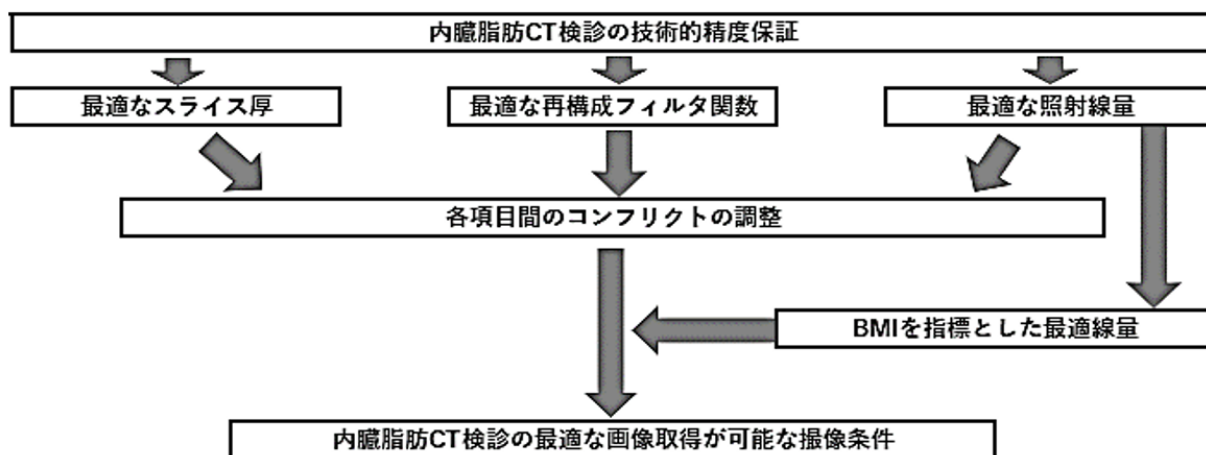 内臓脂肪CT検診の技術的精度保証
最適なスライス厚
最適な再構成フィルタ関数
最適な照射線量
各項目間のコンフリクトの調整
BMIを指標とした最適線量
内臓脂肪CT検診の最適な画像取得が可能な撮像条件